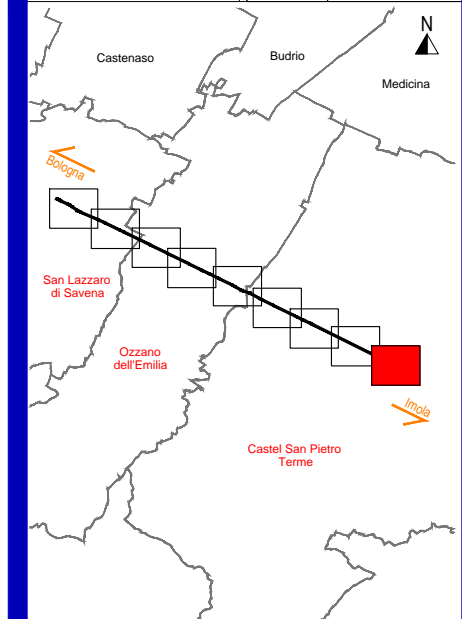 N
Castenaso
Budrio
Medicina
Bologna
San Lazzaro
di Savena
Ozzano
dell'Emilia
Imola
Castel San Pietro
Terme